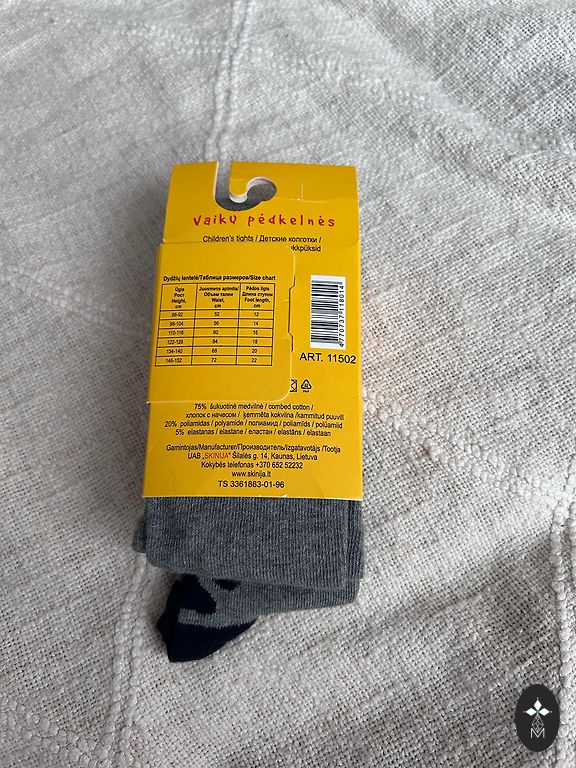 Vaikų pėdkelnės
Children's tights / Детские колготки /
Dydžių lentelė/Таблица размеров/Size chart
Ūgis Juosmens apimtis/ Pėdos ilgis
Рост Объем талии Длина ступни
Height, Waist, Foot length,
cm cm cm
86-92 52 12
98-104 56 14
110-116 60 16
122-128 64 18
134-140 68 20
146-152 72 22
4770737118014
ART. 11502
75% šukuotinė medvilnė / combed cotton /
хлопок с начесом / ķemmēta kokvilna /kammitud puuvill
20% poliamidas / polyamide / полиамид / poliamīds / polüamiid
5% elastanas / elastane / еластан / elastāns / elastaan
Gamintojas/Manufacturer/Производитель/Izgatavotājs /Tootja
UAB „SKINIJA" Šilalės g. 14, Kaunas, Lietuva
Kokybės telefonas +370 652 52232
www.skinija.lt
TS 3361863-01-96
M